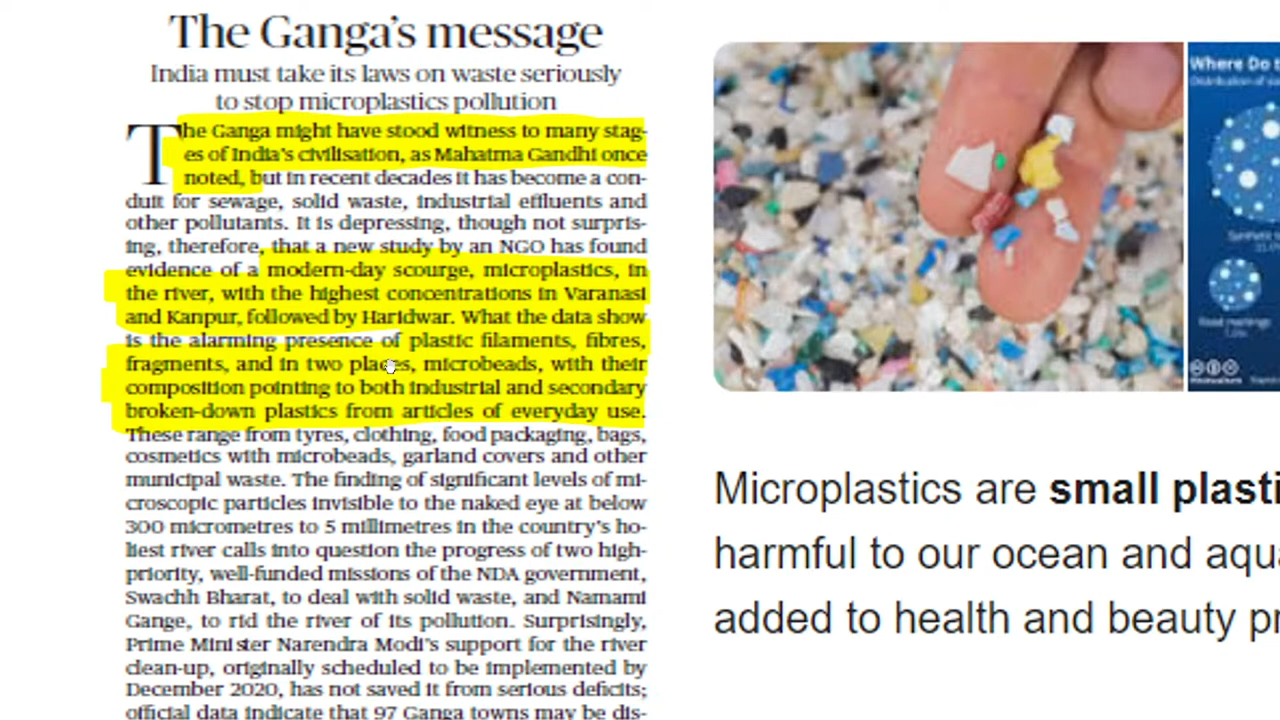 The Ganga's message
India must take its laws on waste seriously
to stop microplastics pollution
The Ganga might have stood witness to many stag-
es of India's civilisation, as Mahatma Gandhi once
noted, but in recent decades it has become a con-
duit for sewage, solid waste, industrial effluents and
other pollutants. It is depressing, though not surpris-
ing, therefore, that a new study by an NGO has found
evidence of a modern-day scourge, microplastics, in
the river, with the highest concentrations in Varanasi
and Kanpur, followed by Haridwar. What the data show
is the alarming presence of plastic filaments, fibres,
fragments, and in two places, microbeads, with their
composition pointing to both industrial and secondary
broken-down plastics from articles of everyday use.
These range from tyres, clothing, food packaging, bags,
cosmetics with microbeads, garland covers and other
municipal waste. The finding of significant levels of mi-
croscopic particles invisible to the naked eye at below
300 micrometres to 5 millimetres in the country's ho-
liest river calls into question the progress of two high-
priority, well-funded missions of the NDA government,
Swachh Bharat, to deal with solid waste, and Namami
Gange, to rid the river of its pollution. Surprisingly,
Prime Minister Narendra Modi's support for the river
clean-up, originally scheduled to be implemented by
December 2020, has not saved it from serious deficits;
official data indicate that 97 Ganga towns may be dis-
Where Do t
Microplastics are small plasti
harmful to our ocean and aqua
added to health and beauty pr